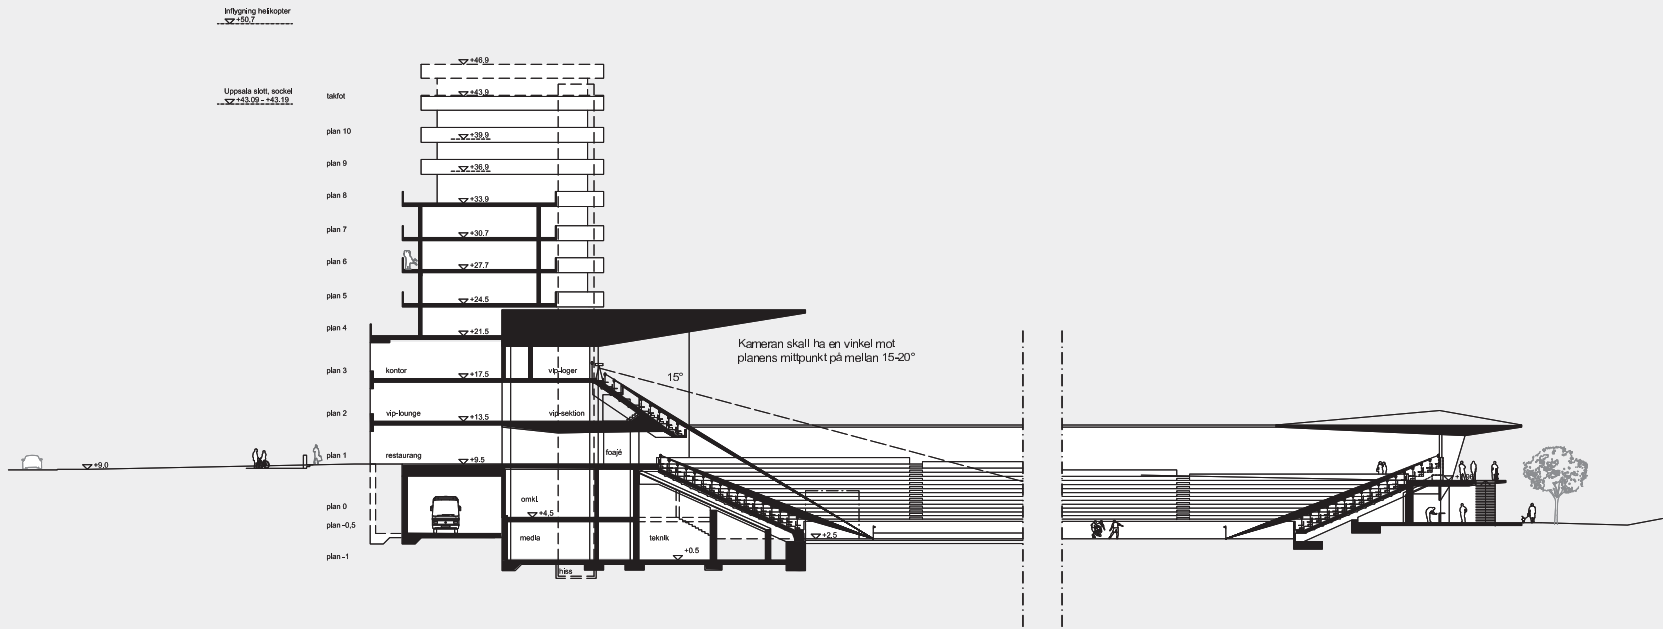 Inflygning helikopter
+50.7
+46.9
Uppsala slott, sockel
+43.09 - +43.19
takfot
+43.9
plan 10
+39.9
plan 9
+36.9
plan 8
+33.9
plan 7
+30.7
plan 6
+27.7
plan 5
+24.5
plan 4
+21.5
Kameran skall ha en vinkel mot
planens mittpunkt på mellan 15-20°
15°
plan 3
kontor
+17.5
vip-loger
plan 2
vip-lounge
+13.5
vip-sektion
plan 1
restaurang
+9.5
foajé
+9.0
plan 0
omkl.
+4,5
plan -0,5
media
teknik
+2.5
+0.5
plan -1
hiss